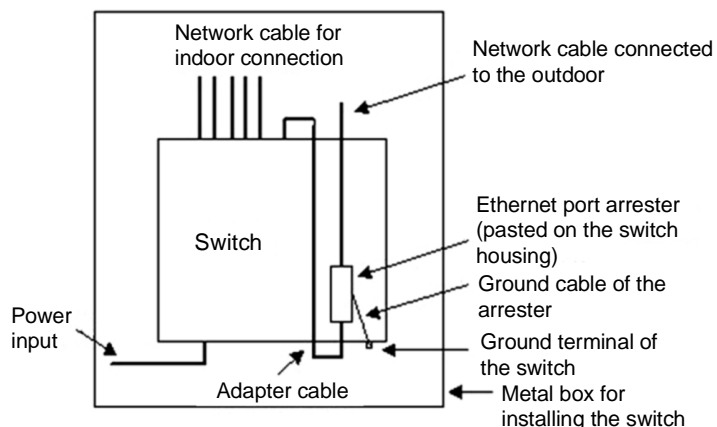 Network cable for
indoor connection
Network cable connected
to the outdoor
Ethernet port arrester
(pasted on the switch
housing)
Switch
Ground cable of the
arrester
Power
input
Ground terminal of
the switch
Adapter cable
Metal box for
installing the switch